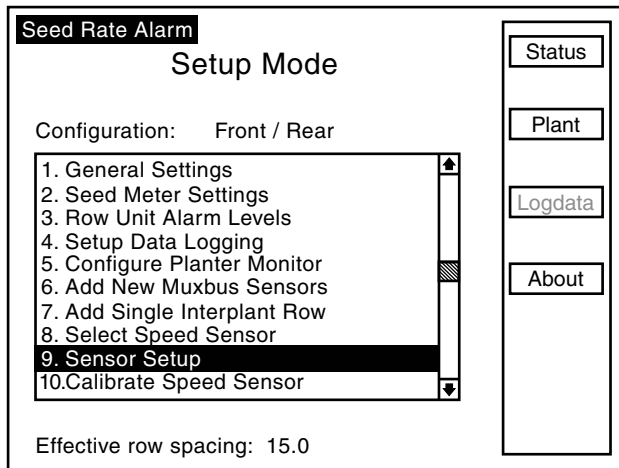 Seed Rate Alarm
Setup Mode
Configuration: Front / Rear
1. General Settings
2. Seed Meter Settings
3. Row Unit Alarm Levels
4. Setup Data Logging
5. Configure Planter Monitor
6. Add New Muxbus Sensors
7. Add Single Interplant Row
8. Select Speed Sensor
9. Sensor Setup
10.Calibrate Speed Sensor
Effective row spacing: 15.0
Status
Plant
Logdata
About